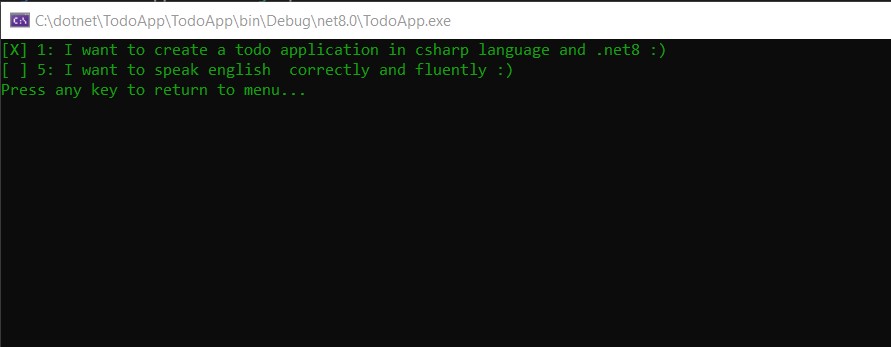 C:\dotnet\TodoApp\TodoApp\bin\Debug\net8.0\TodoApp.exe
[X] 1: I want to create a todo application in csharp language and .net8 :)
[ ] 5: I want to speak english  correctly and fluently :)
Press any key to return to menu...